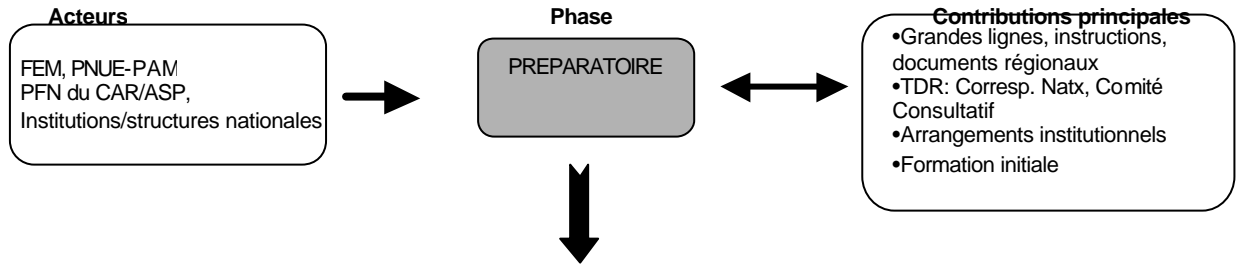 Acteurs
Phase
Contributions principales
FEM, PNUE-PAM
PFN du CAR/ASP,
Institutions/structures nationales
PREPARATOIRE
•Grandes lignes, instructions,
documents régionaux
•TDR: Corresp. Natx, Comité
Consultatif
•Arrangements institutionnels
•Formation initiale